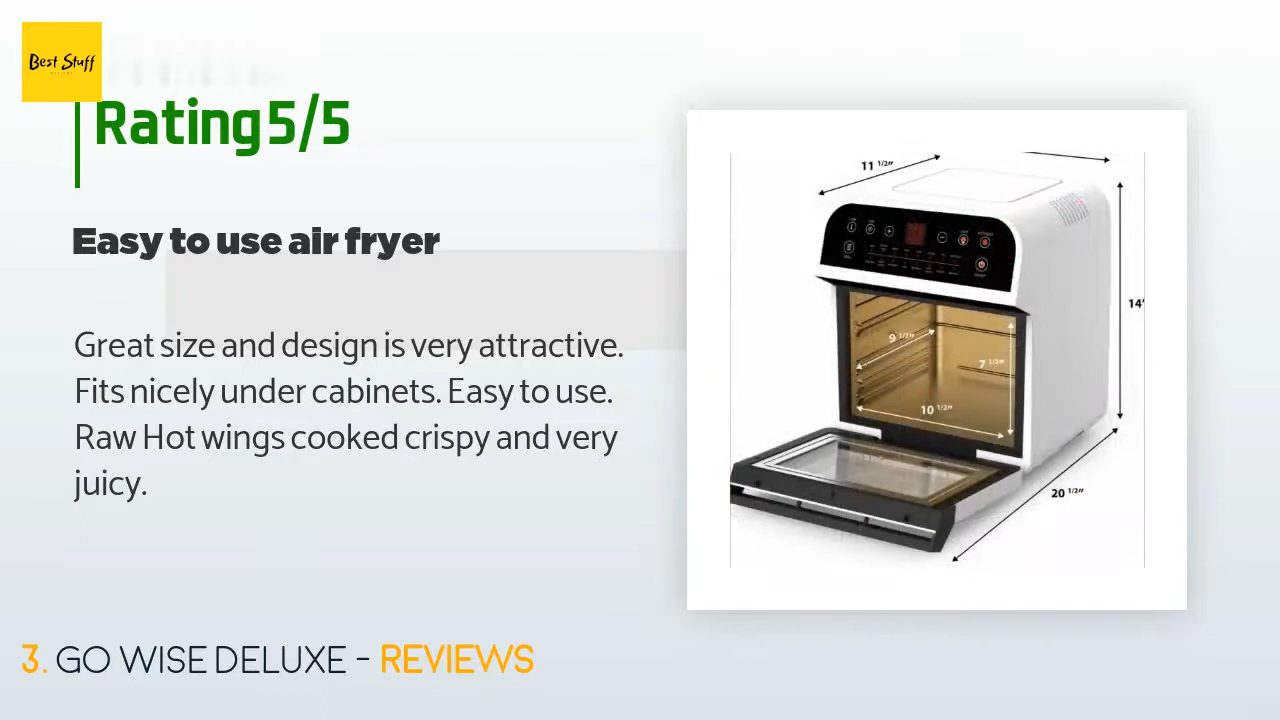 Best Stuff
Rating 5/5
Easy to use air fryer
Great size and design is very attractive.
Fits nicely under cabinets. Easy to use.
Raw Hot wings cooked crispy and very
juicy.
11 1/2"
14"
9 1/2"
7 1/2"
10 1/2"
20 1/2"
3. GO WISE DELUXE - REVIEWS